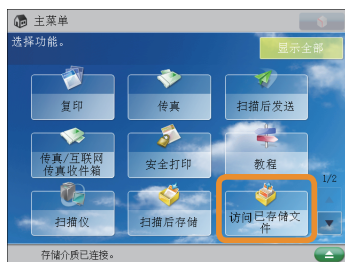 主菜单
选择功能。
显示全部
复印
传真
扫描后发送
传真/互联网
传真收件箱
安全打印
教程
1/2
扫描仪
扫描后存储
访问已存储文
件
存储介质已连接。